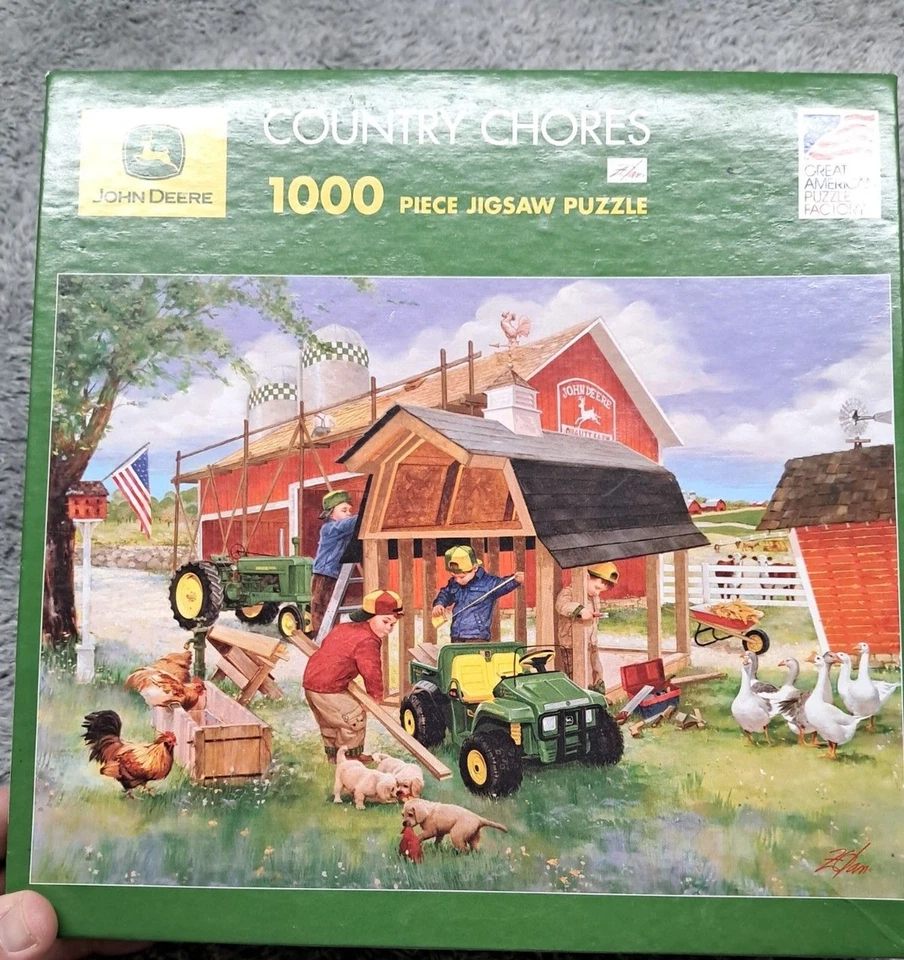 COUNTRY CHORES
JOHN DEERE
1000 PIECE JIGSAW PUZZLE
GREAT
AMERICAN
PUZZLE
FACTORY
JOHN DEERE